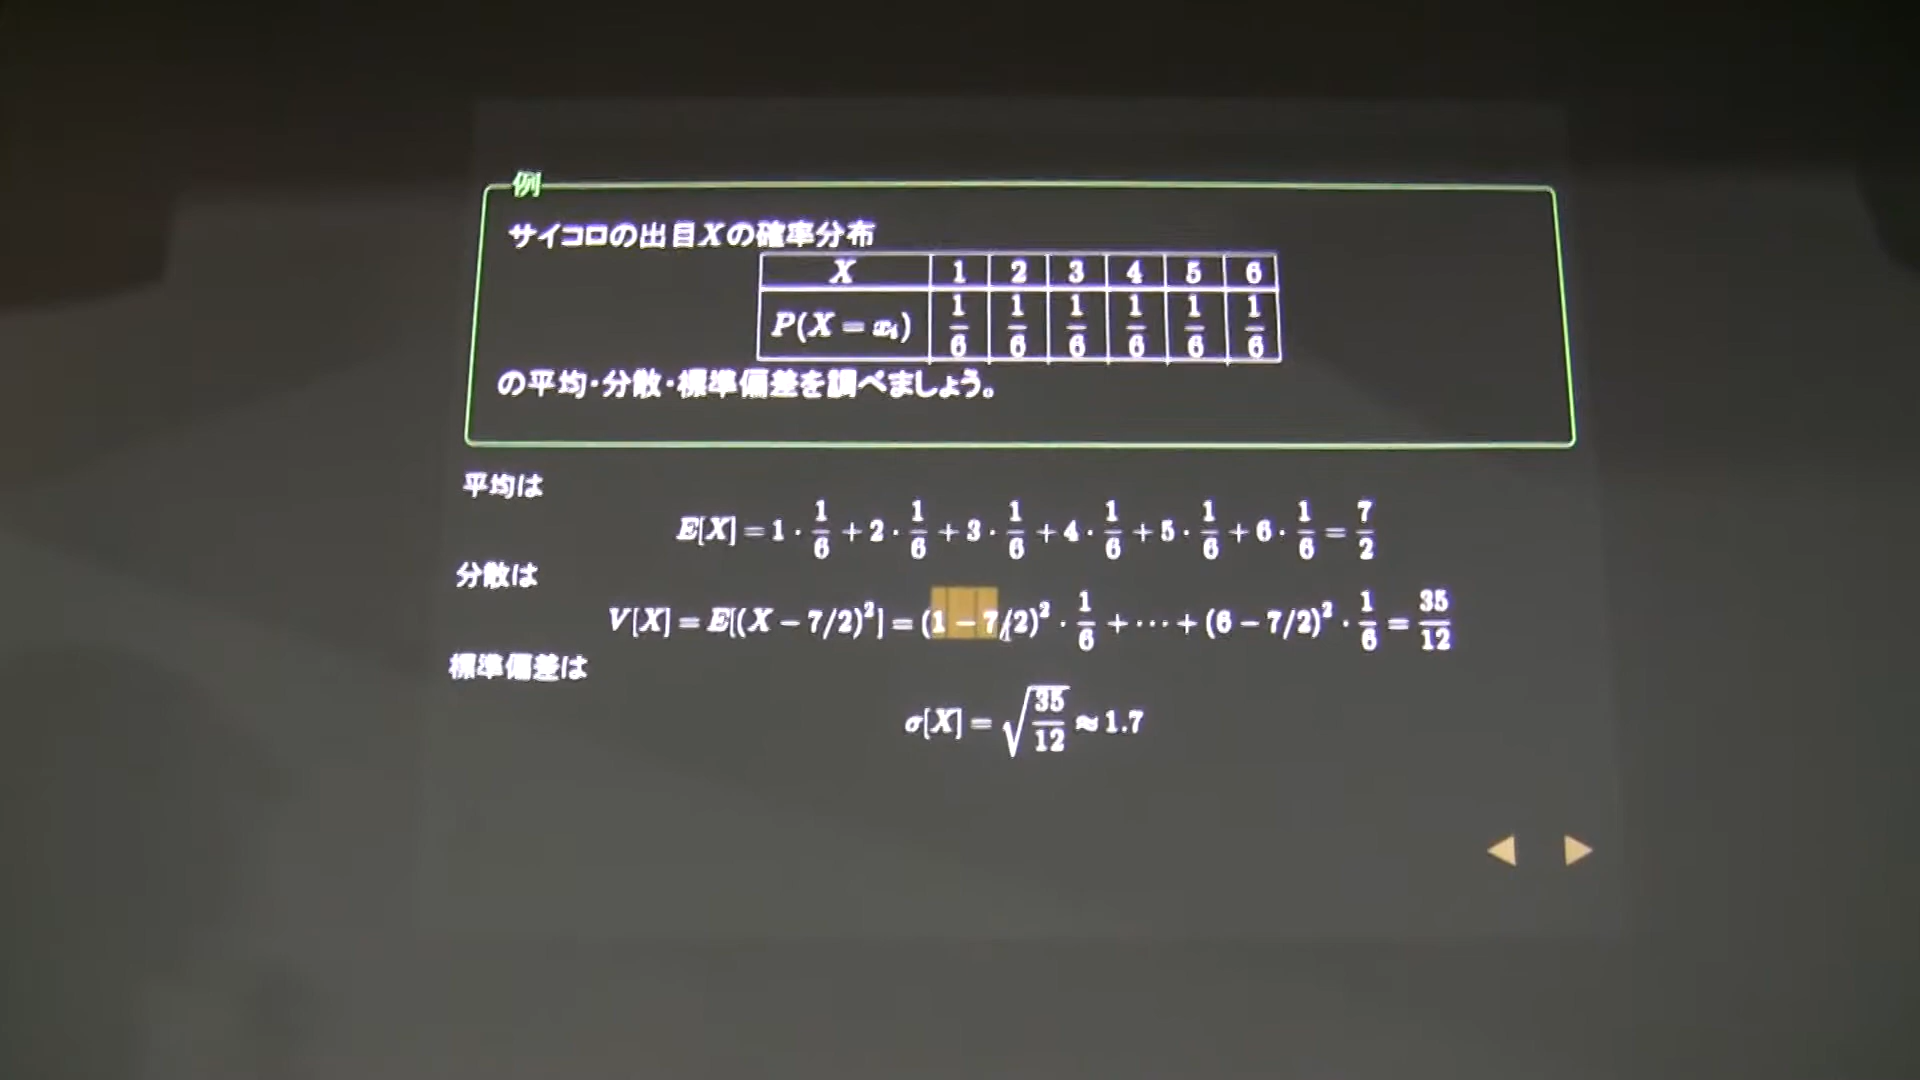 例
サイコロの出目Xの確率分布
X 1 2 3 4 5 6
P(X = xᵢ) 1/6 1/6 1/6 1/6 1/6 1/6
の平均・分散・標準偏差を調べましょう。
平均は
E[X] = 1 · 1/6 + 2 · 1/6 + 3 · 1/6 + 4 · 1/6 + 5 · 1/6 + 6 · 1/6 = 7/2
分散は
V[X] = E[(X − 7/2)²] = (1 − 7/2)² · 1/6 + ··· + (6 − 7/2)² · 1/6 = 35/12
標準偏差は
σ[X] = √(35/12) ≈ 1.7